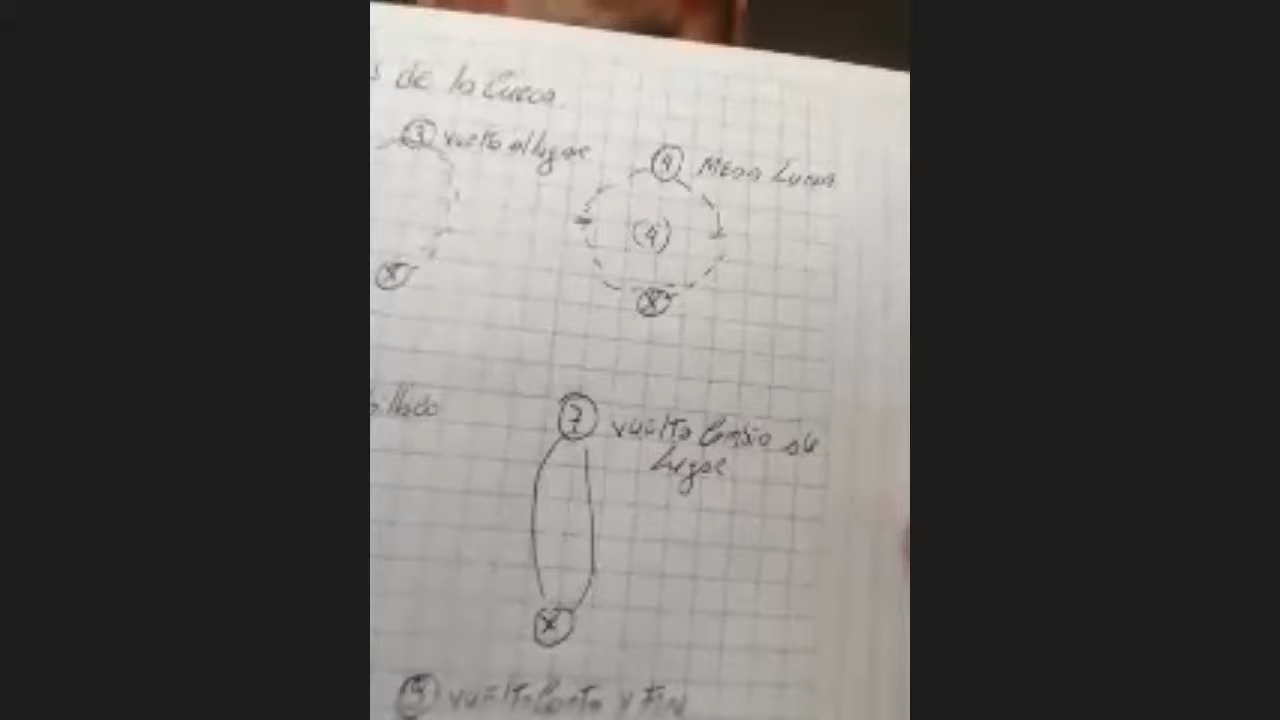 s de la Cueca
③ vuelta al lugar
④ Media Luna
(4)
ⓧ
ⓧ
llado
⑦ vuelta Cambio de
Lugar
ⓧ
vuelta Corta y Fin